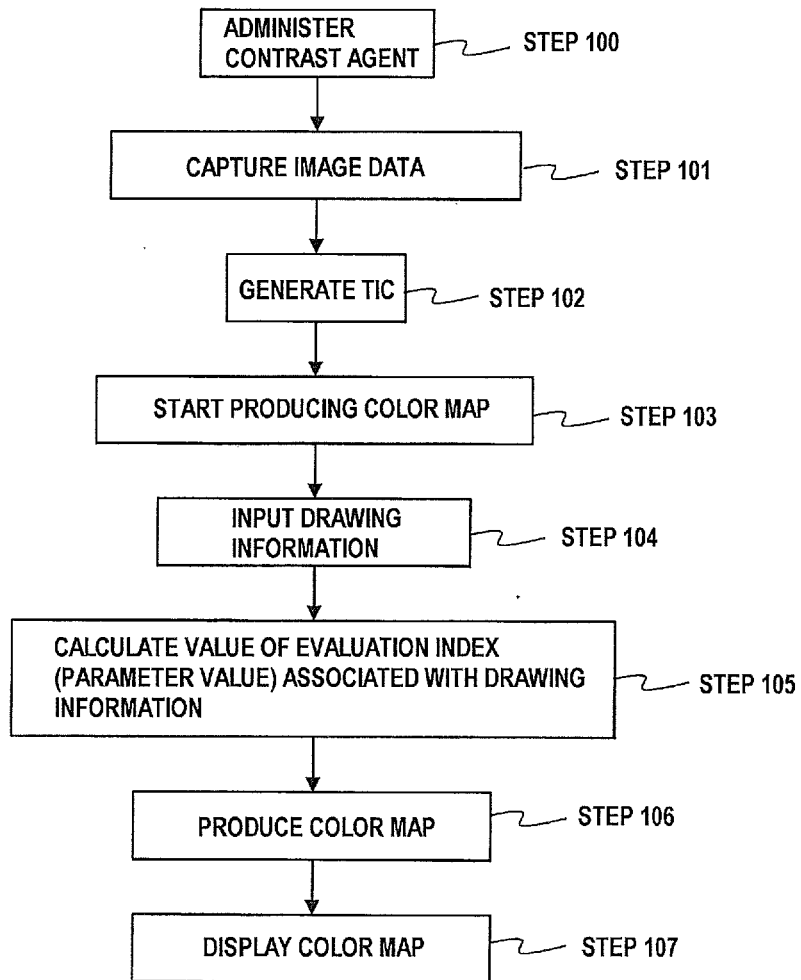 ADMINISTER
CONTRAST AGENT
STEP 100
CAPTURE IMAGE DATA
STEP 101
GENERATE TIC
STEP 102
START PRODUCING COLOR MAP
STEP 103
INPUT DRAWING
INFORMATION
STEP 104
CALCULATE VALUE OF EVALUATION INDEX
(PARAMETER VALUE) ASSOCIATED WITH DRAWING
INFORMATION
STEP 105
PRODUCE COLOR MAP
STEP 106
DISPLAY COLOR MAP
STEP 107